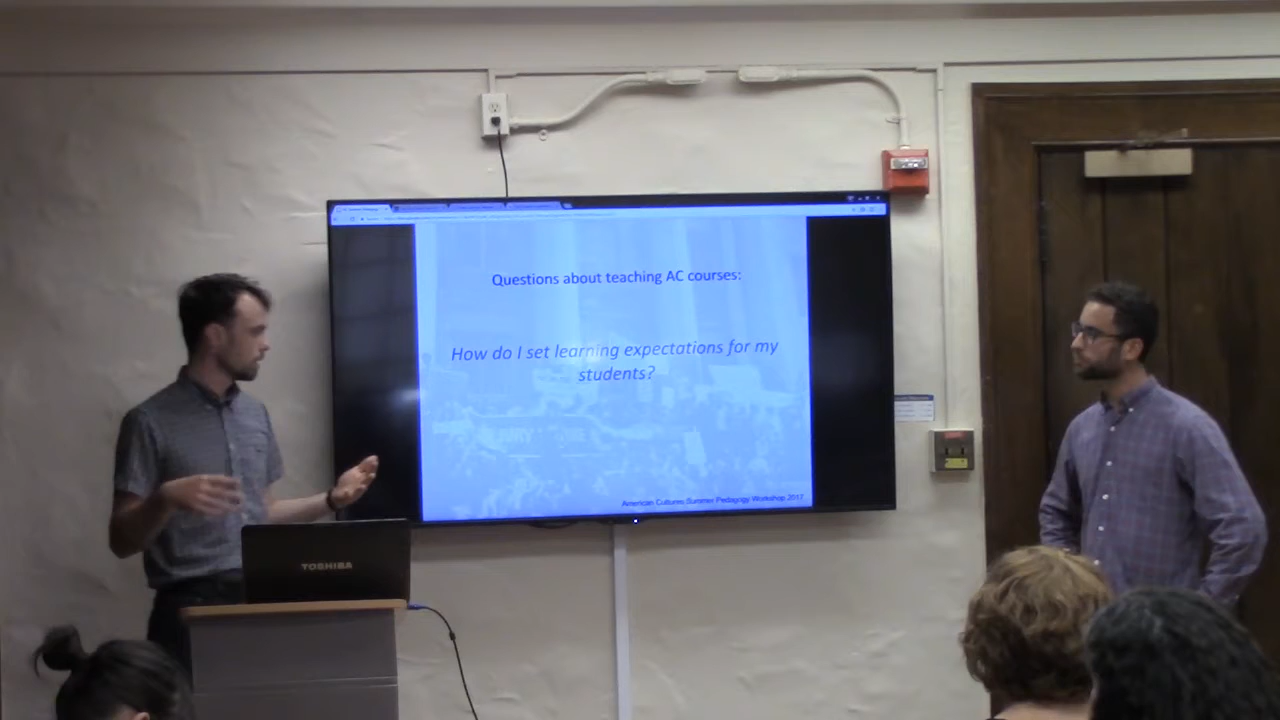 Questions about teaching AC courses:
How do I set learning expectations for my
students?
American Cultures Summer Pedagogy Workshop 2017
TOSHIBA